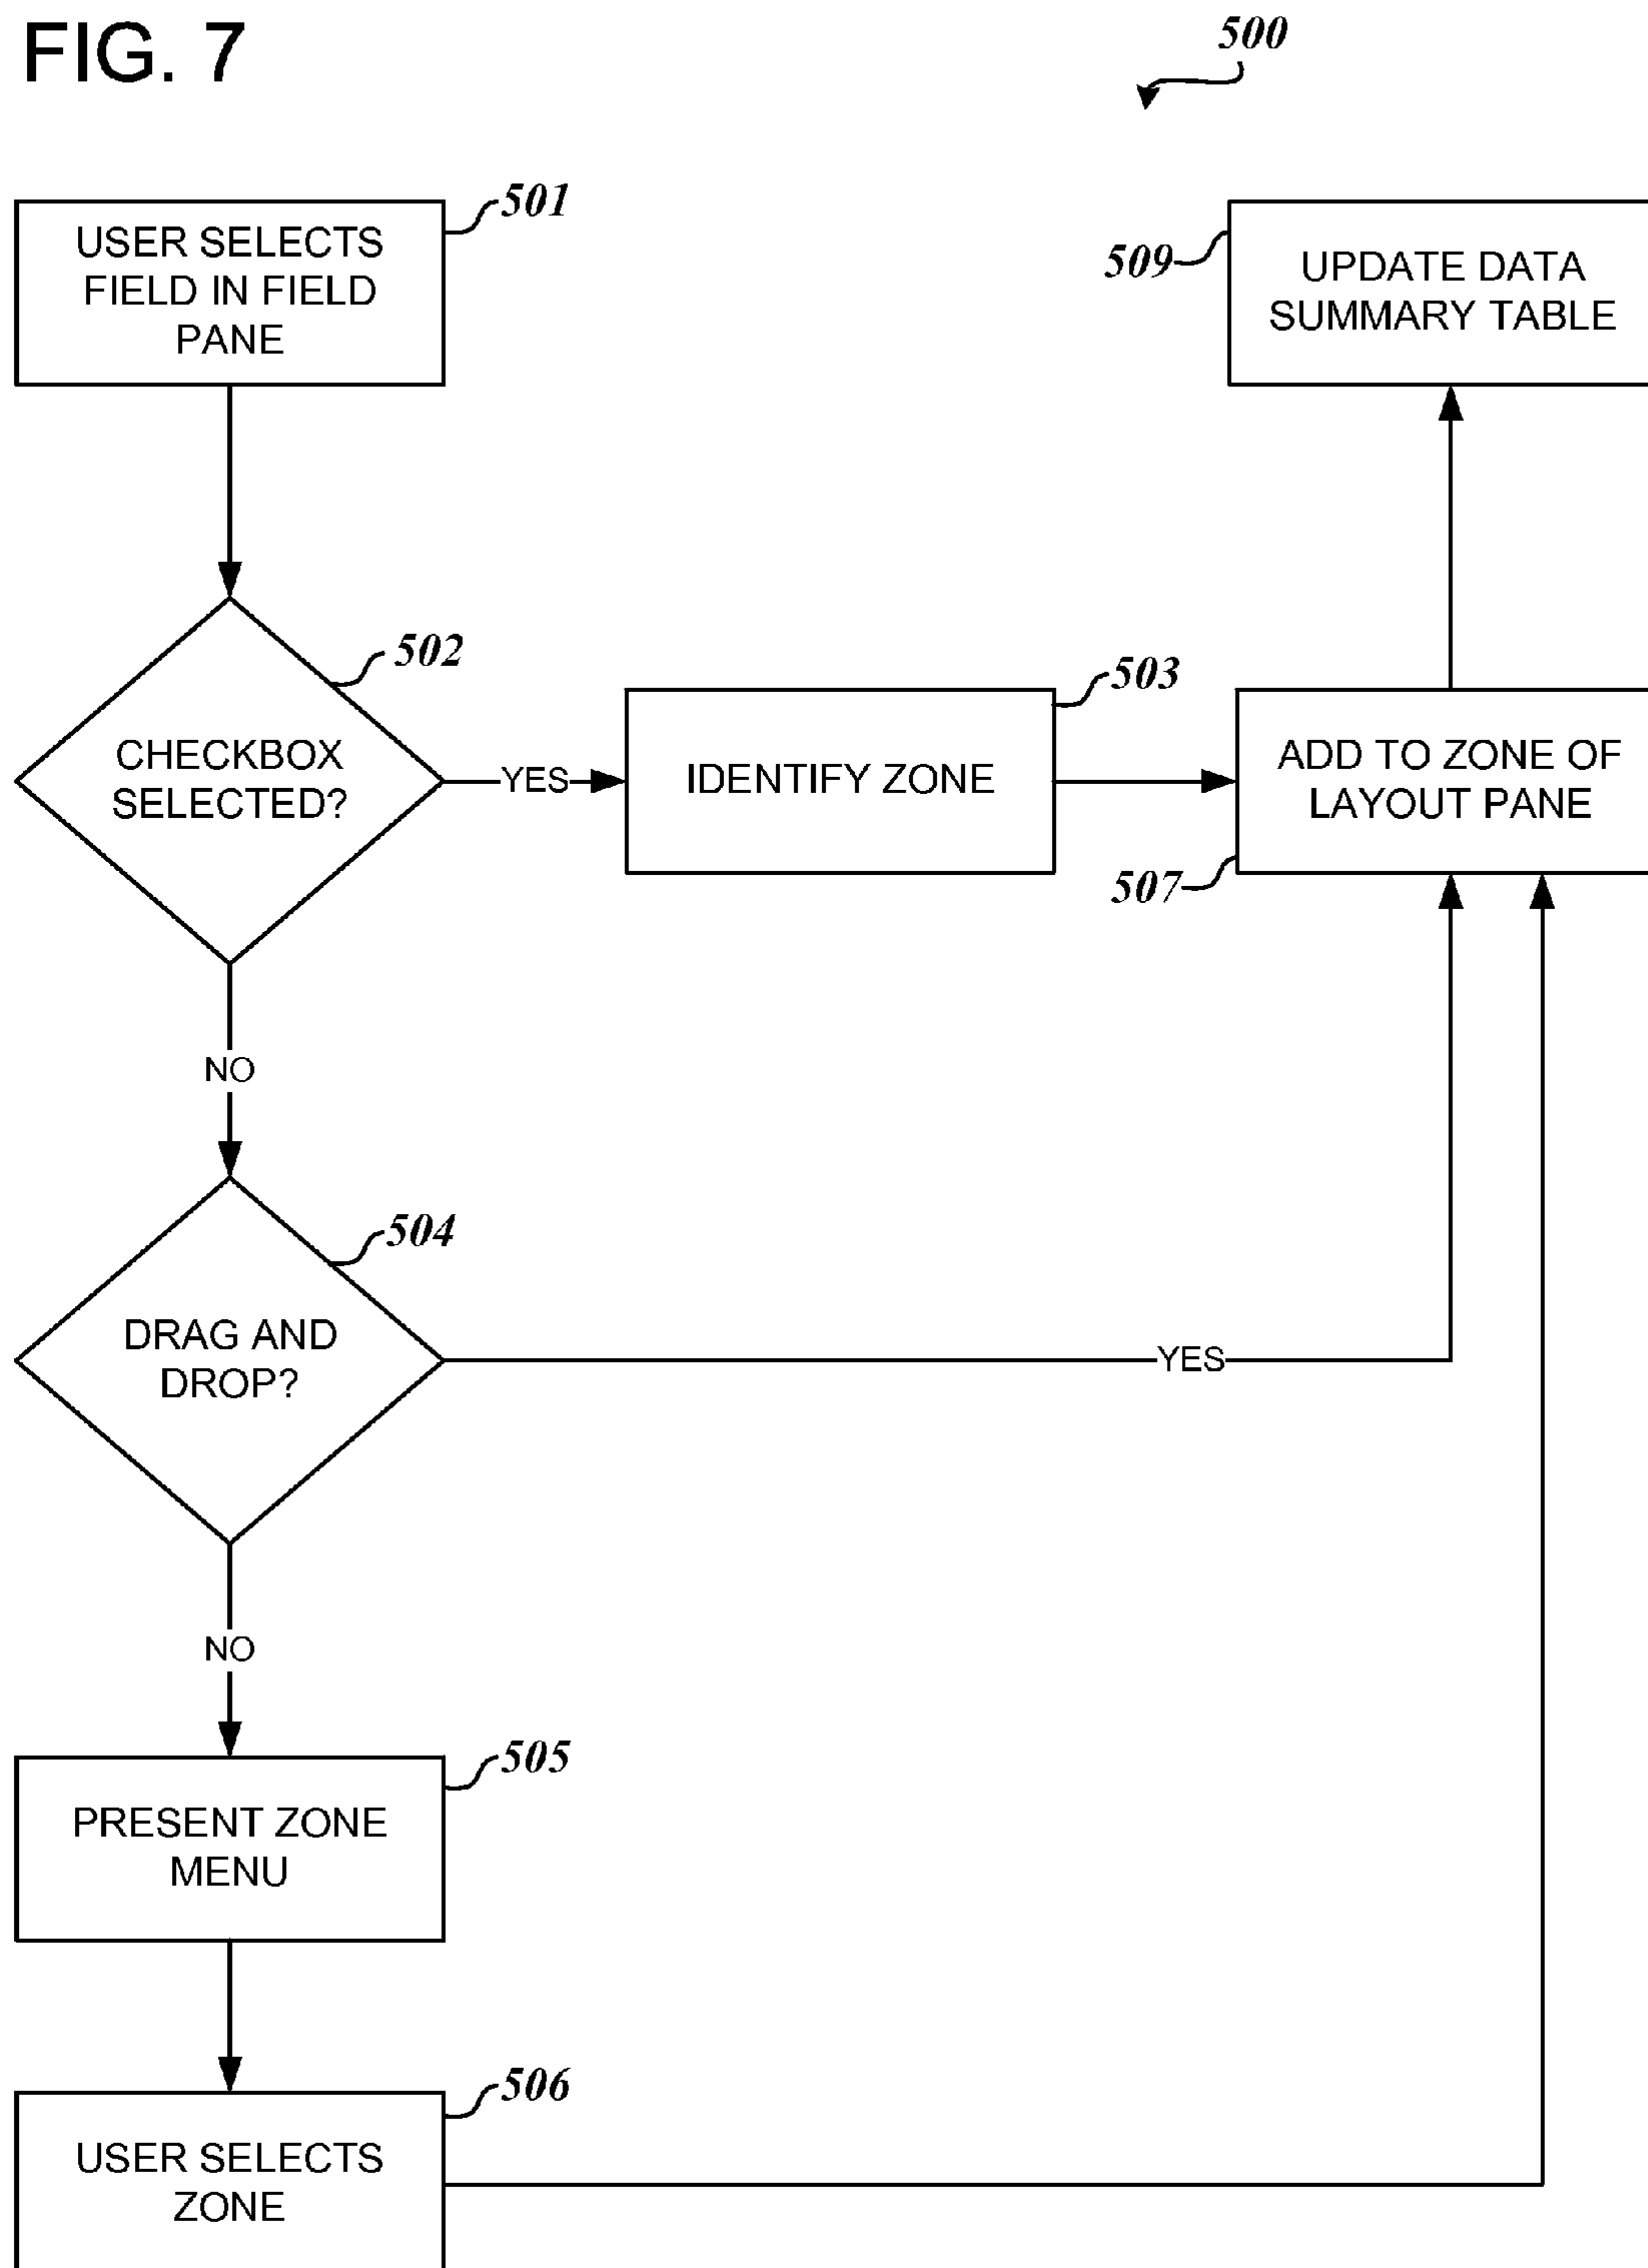 FIG. 7
500
501
USER SELECTS
FIELD IN FIELD
PANE
509
UPDATE DATA
SUMMARY TABLE
502
CHECKBOX
SELECTED?
YES
503
IDENTIFY ZONE
ADD TO ZONE OF
LAYOUT PANE
507
NO
504
DRAG AND
DROP?
YES
NO
505
PRESENT ZONE
MENU
506
USER SELECTS
ZONE